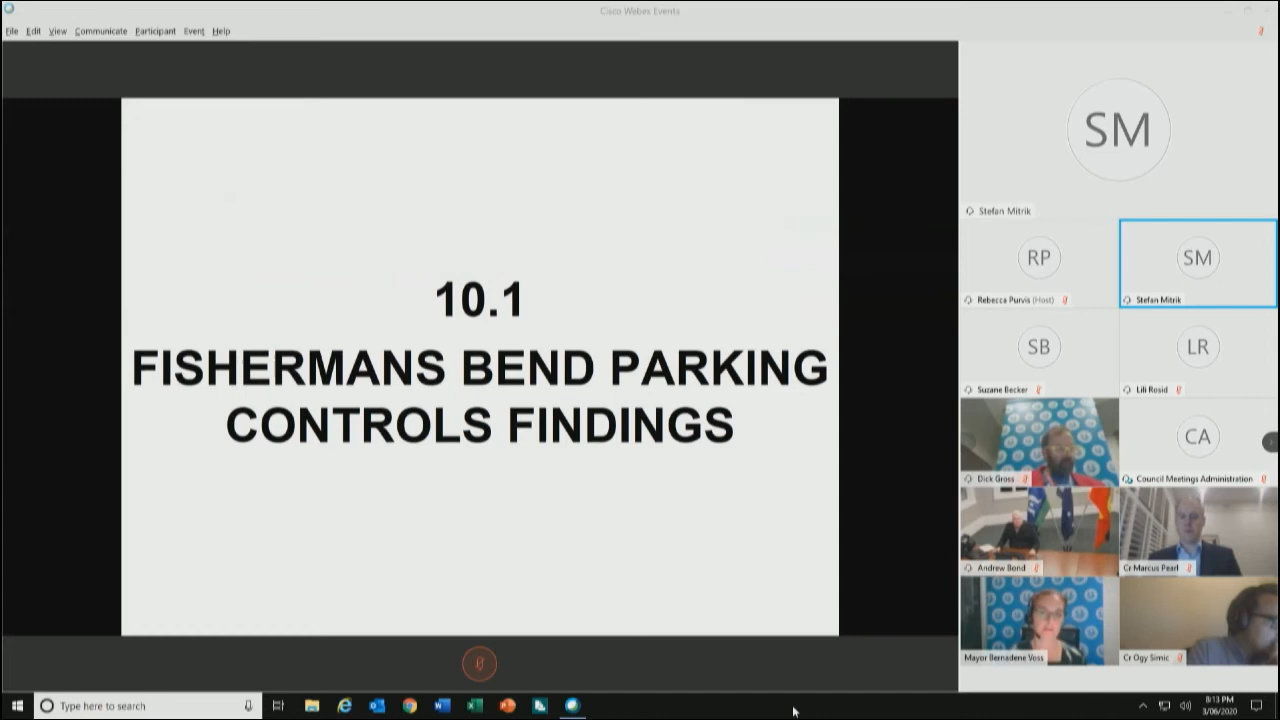 Cisco Webex Events
File Edit View Communicate Participant Event Help
SM
Stefan Mitrik
RP
Rebecca Purvis (Host)
SM
Stefan Mitrik
SB
Suzane Becker
LR
Lili Rosid
Dick Gross
CA
Council Meetings Administration
Andrew Bond
Cr Marcus Pearl
Mayor Bernadene Voss
Cr Ogy Simic
10.1
FISHERMANS BEND PARKING
CONTROLS FINDINGS
Type here to search
8:13 PM
3/06/2020